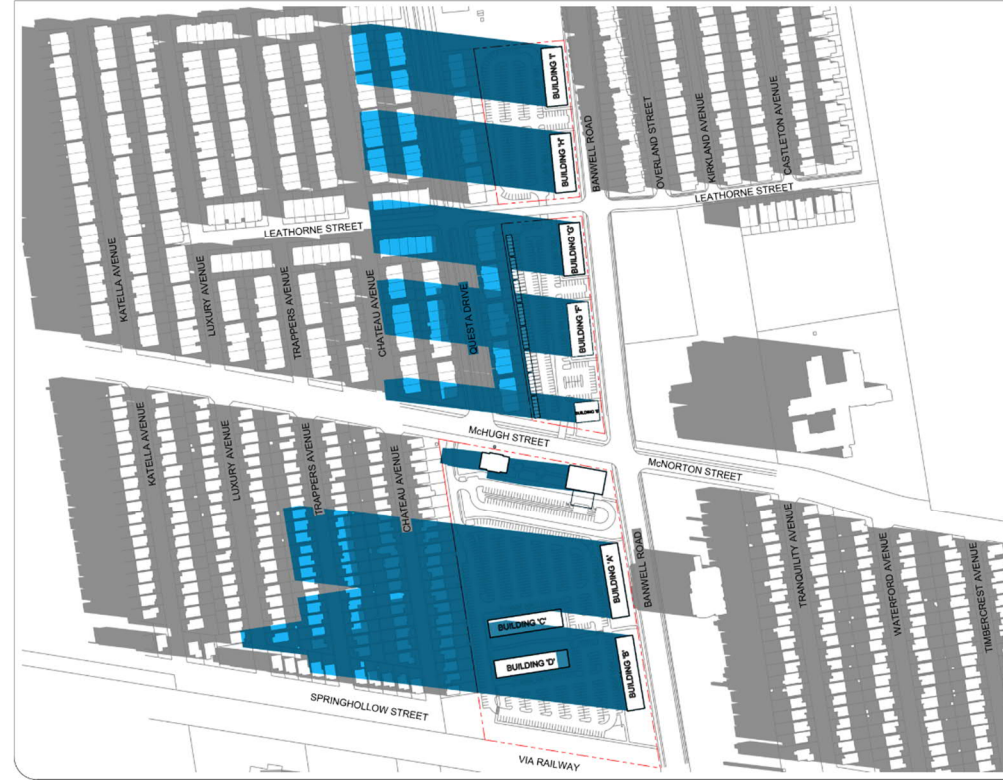 BUILDING 'I'
BANWELL ROAD
OVERLAND STREET
KIRKLAND AVENUE
CASTLETON AVENUE
BUILDING 'H'
LEATHORNE STREET
LEATHORNE STREET
BUILDING 'G'
KATELLA AVENUE
LUXURY AVENUE
TRAPPERS AVENUE
CHATEAU AVENUE
QUESTA DRIVE
BUILDING 'F'
McHUGH STREET
McNORTON STREET
KATELLA AVENUE
LUXURY AVENUE
TRAPPERS AVENUE
CHATEAU AVENUE
BANWELL ROAD
TRANQUILITY AVENUE
WATERFORD AVENUE
TIMBERCREST AVENUE
BUILDING 'A'
BUILDING 'C'
BUILDING 'D'
BUILDING 'B'
SPRINGHOLLOW STREET
VIA RAILWAY